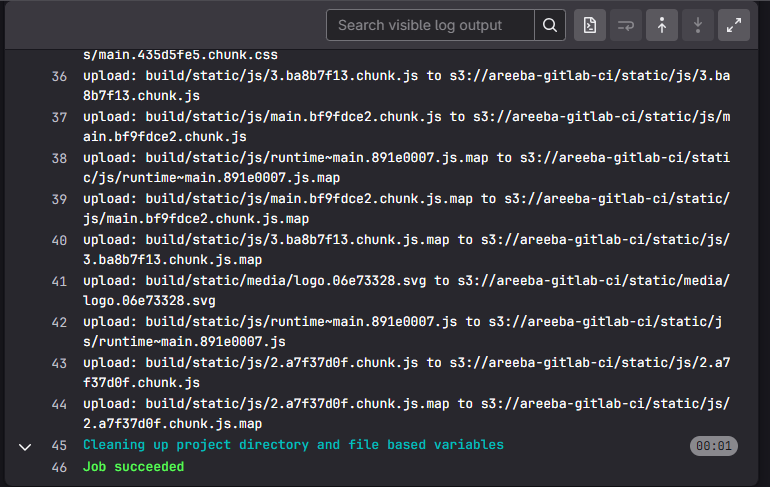 Search visible log output
s/main.435d5fe5.chunk.css
36 upload: build/static/js/3.ba8b7f13.chunk.js to s3://areeba-gitlab-ci/static/js/3.ba
8b7f13.chunk.js
37 upload: build/static/js/main.bf9fdce2.chunk.js to s3://areeba-gitlab-ci/static/js/m
ain.bf9fdce2.chunk.js
38 upload: build/static/js/runtime~main.891e0007.js.map to s3://areeba-gitlab-ci/stati
c/js/runtime~main.891e0007.js.map
39 upload: build/static/js/main.bf9fdce2.chunk.js.map to s3://areeba-gitlab-ci/static/
js/main.bf9fdce2.chunk.js.map
40 upload: build/static/js/3.ba8b7f13.chunk.js.map to s3://areeba-gitlab-ci/static/js/
3.ba8b7f13.chunk.js.map
41 upload: build/static/media/logo.06e73328.svg to s3://areeba-gitlab-ci/static/media/
logo.06e73328.svg
42 upload: build/static/js/runtime~main.891e0007.js to s3://areeba-gitlab-ci/static/j
s/runtime~main.891e0007.js
43 upload: build/static/js/2.a7f37d0f.chunk.js to s3://areeba-gitlab-ci/static/js/2.a7
f37d0f.chunk.js
44 upload: build/static/js/2.a7f37d0f.chunk.js.map to s3://areeba-gitlab-ci/static/js/
2.a7f37d0f.chunk.js.map
45 Cleaning up project directory and file based variables 00:01
46 Job succeeded